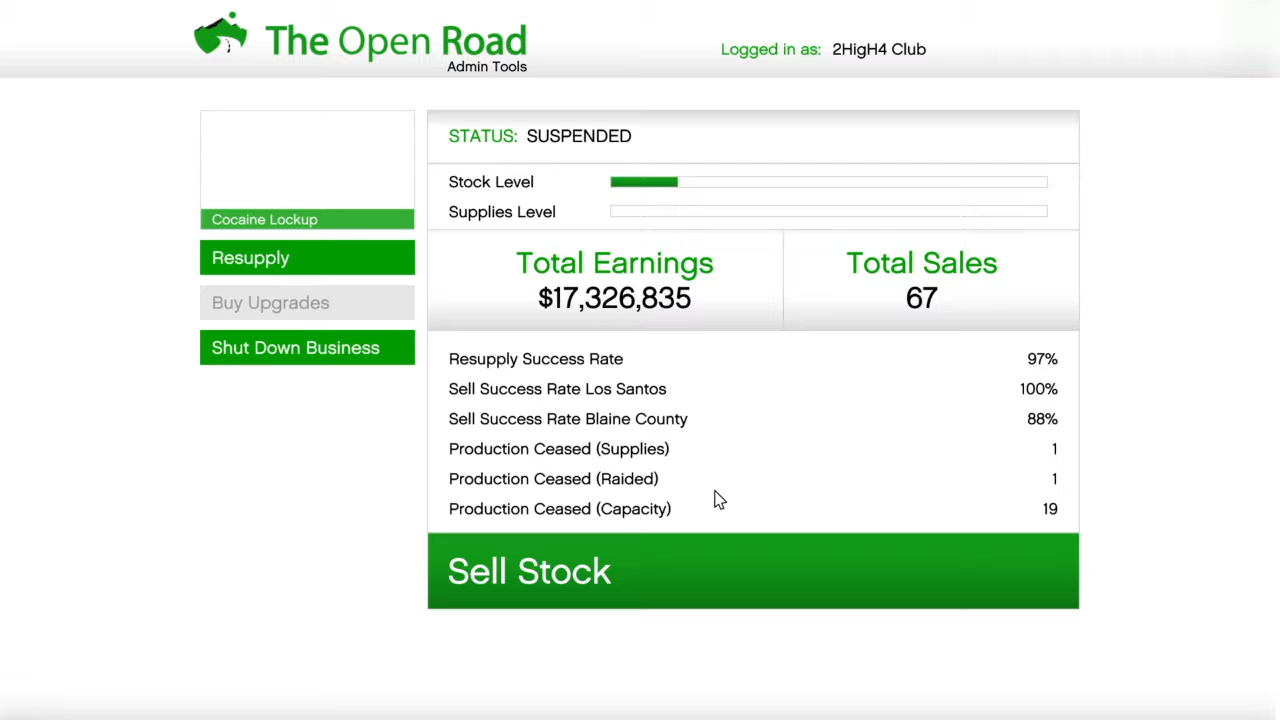 The Open Road
Admin Tools
Logged in as: 2HigH4 Club
Cocaine Lockup
Resupply
Buy Upgrades
Shut Down Business
STATUS: SUSPENDED
Stock Level
Supplies Level
Total Earnings
$17,326,835
Total Sales
67
Resupply Success Rate 97%
Sell Success Rate Los Santos 100%
Sell Success Rate Blaine County 88%
Production Ceased (Supplies) 1
Production Ceased (Raided) 1
Production Ceased (Capacity) 19
Sell Stock